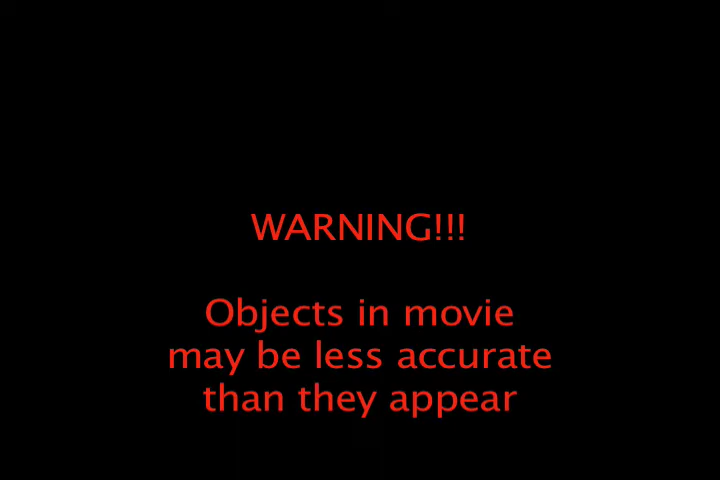 WARNING!!!
Objects in movie
may be less accurate
than they appear